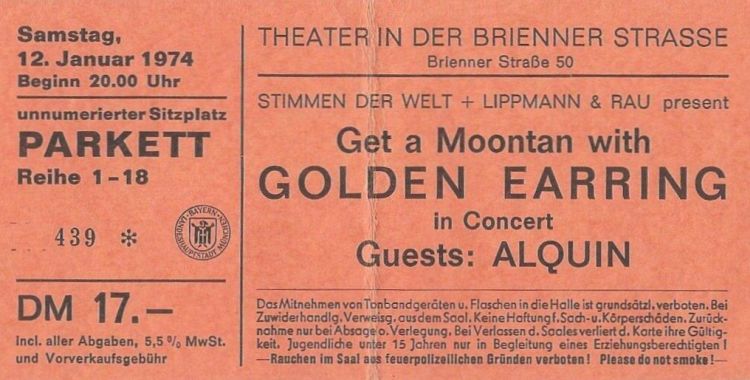 Samstag,
12. Januar 1974
Beginn 20.00 Uhr
unnumerierter Sitzplatz
PARKETT
Reihe 1-18
439 *
BAYERN
LANDESHAUPTSTADT MÜNCHEN
DM 17.—
Incl. aller Abgaben, 5,5 % MwSt.
und Vorverkaufsgebühr
THEATER IN DER BRIENNER STRASSE
Brienner Straße 50
STIMMEN DER WELT + LIPPMANN & RAU present
Get a Moontan with
GOLDEN EARRING
in Concert
Guests: ALQUIN
Das Mitnehmen von Tonbandgeräten u. Flaschen in die Halle ist grundsätzl. verboten. Bei
Zuwiderhandlg. Verweisg. aus dem Saal. Keine Haftung f. Sach- u. Körperschäden. Zurück-
nahme nur bei Absage o. Verlegung. Bei Verlassen d. Saales verliert d. Karte ihre Gültig-
keit. Jugendliche unter 15 Jahren nur in Begleitung eines Erziehungsberechtigten!
—Rauchen im Saal aus feuerpolizeilichen Gründen verboten! Please do not smoke!—